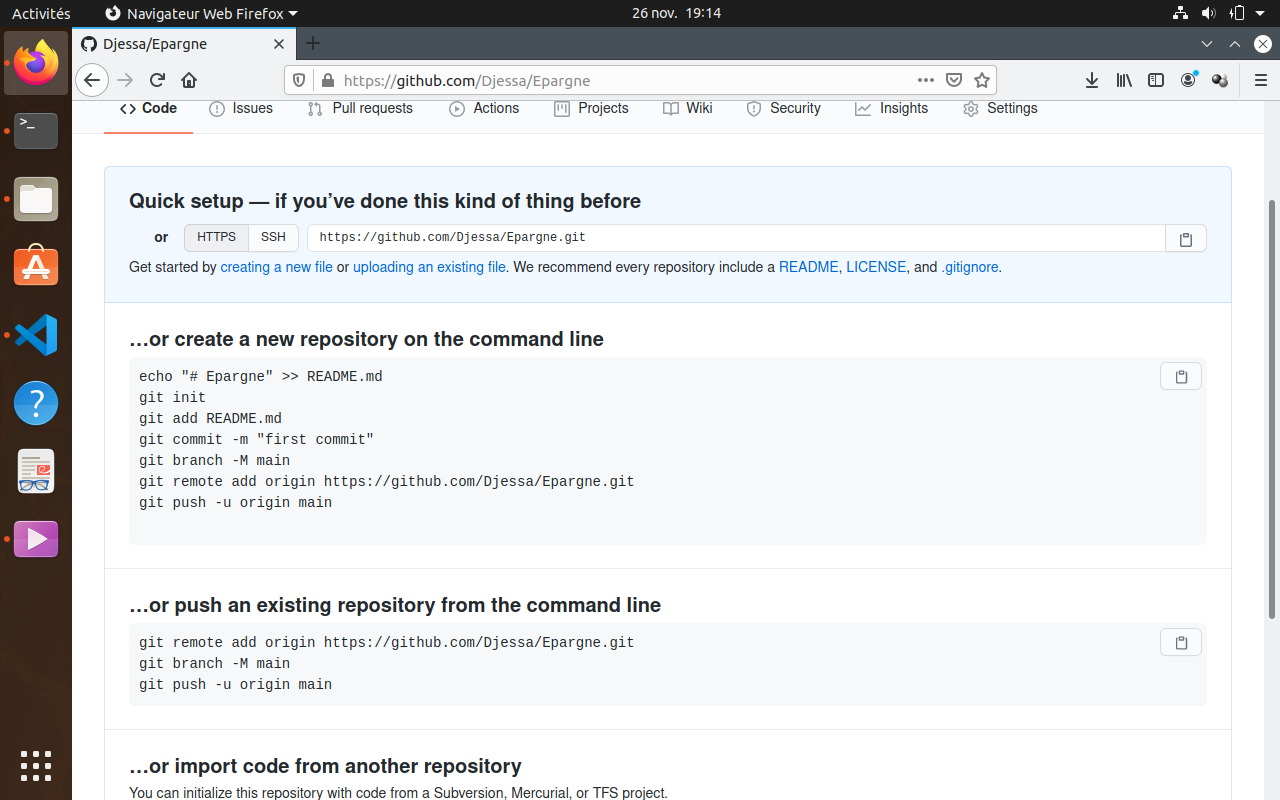 Activités Navigateur Web Firefox 26 nov. 19:14
Djessa/Epargne
https://github.com/Djessa/Epargne
Code Issues Pull requests Actions Projects Wiki Security Insights Settings
Quick setup — if you’ve done this kind of thing before
or HTTPS SSH https://github.com/Djessa/Epargne.git
Get started by creating a new file or uploading an existing file. We recommend every repository include a README, LICENSE, and .gitignore.
…or create a new repository on the command line
echo "# Epargne" >> README.md
git init
git add README.md
git commit -m "first commit"
git branch -M main
git remote add origin https://github.com/Djessa/Epargne.git
git push -u origin main
…or push an existing repository from the command line
git remote add origin https://github.com/Djessa/Epargne.git
git branch -M main
git push -u origin main
…or import code from another repository
You can initialize this repository with code from a Subversion, Mercurial, or TFS project.